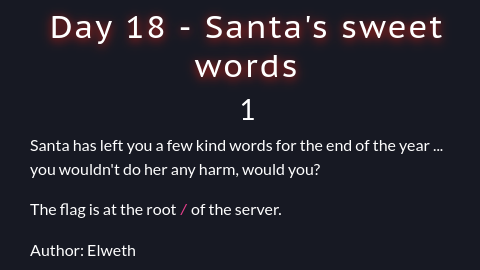 Day 18 - Santa's sweet
words
1
Santa has left you a few kind words for the end of the year ...
you wouldn't do her any harm, would you?
The flag is at the root / of the server.
Author: Elweth